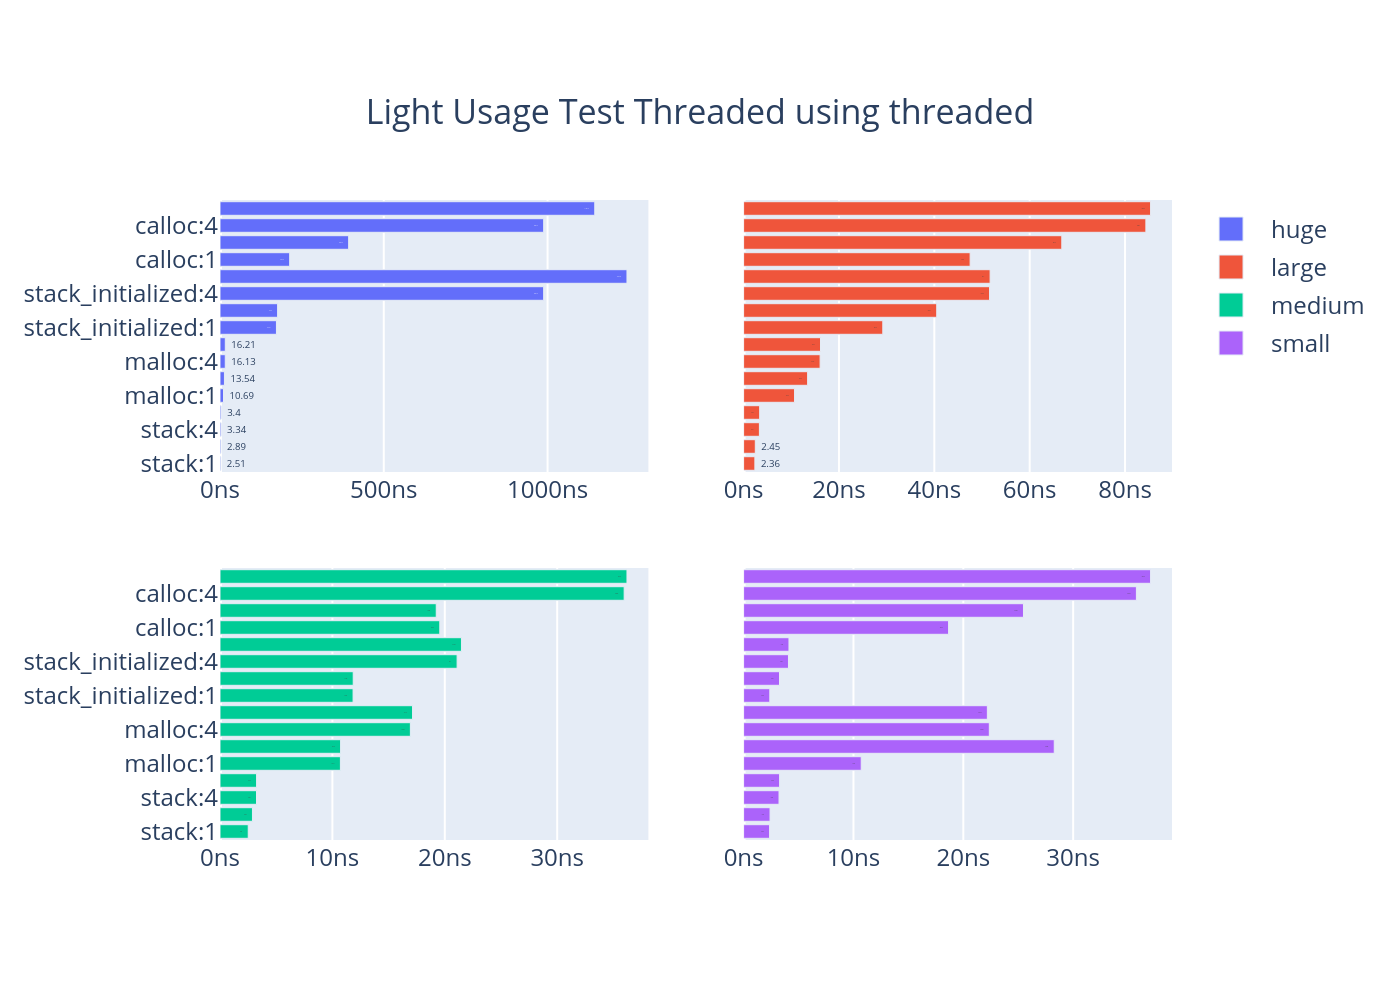 Light Usage Test Threaded using threaded
huge
large
medium
small
calloc:4
calloc:1
stack_initialized:4
stack_initialized:1
16.21
malloc:4 16.13
13.54
malloc:1 10.69
3.4
stack:4 3.34
2.89
stack:1 2.51
0ns 500ns 1000ns
2.45
2.36
0ns 20ns 40ns 60ns 80ns
calloc:4
calloc:1
stack_initialized:4
stack_initialized:1
malloc:4
malloc:1
stack:4
stack:1
0ns 10ns 20ns 30ns
0ns 10ns 20ns 30ns